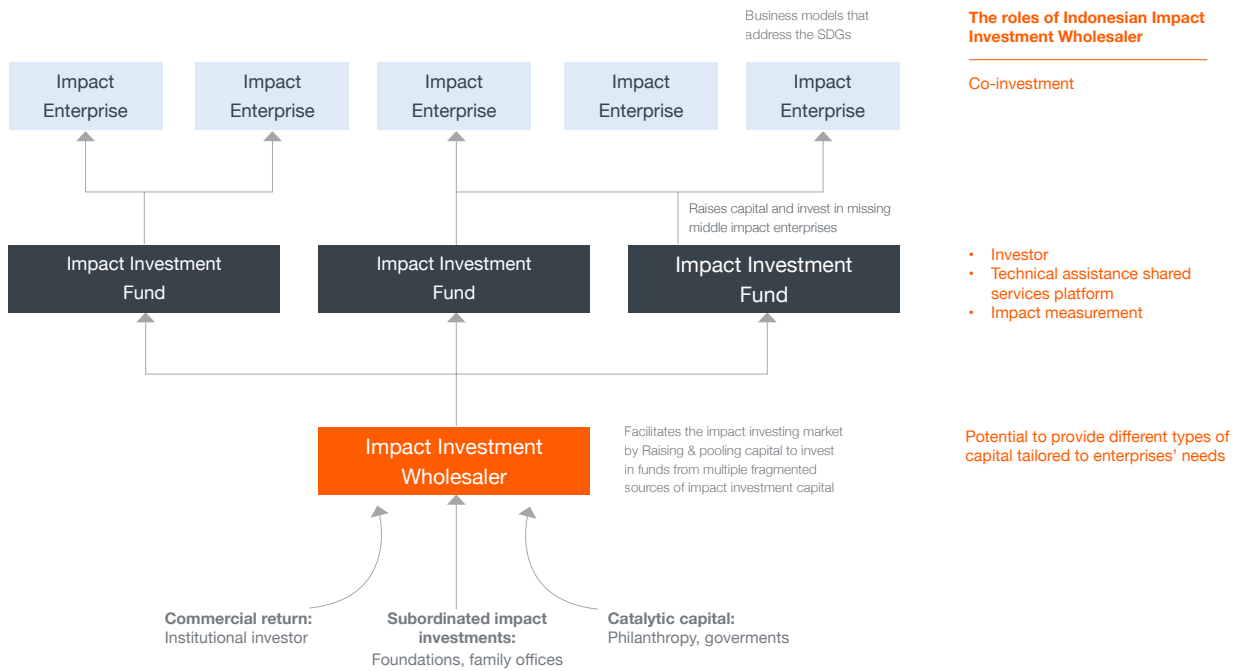 Business models that
address the SDGs
The roles of Indonesian Impact
Investment Wholesaler
Impact
Enterprise
Impact
Enterprise
Impact
Enterprise
Impact
Enterprise
Impact
Enterprise
Co-investment
Raises capital and invest in missing
middle impact enterprises
Impact Investment
Fund
Impact Investment
Fund
Impact Investment
Fund
• Investor
• Technical assistance shared
services platform
• Impact measurement
Impact Investment
Wholesaler
Facilitates the impact investing market
by Raising & pooling capital to invest
in funds from multiple fragmented
sources of impact investment capital
Potential to provide different types of
capital tailored to enterprises' needs
Commercial return:
Institutional investor
Subordinated impact
investments:
Foundations, family offices
Catalytic capital:
Philanthropy, goverments